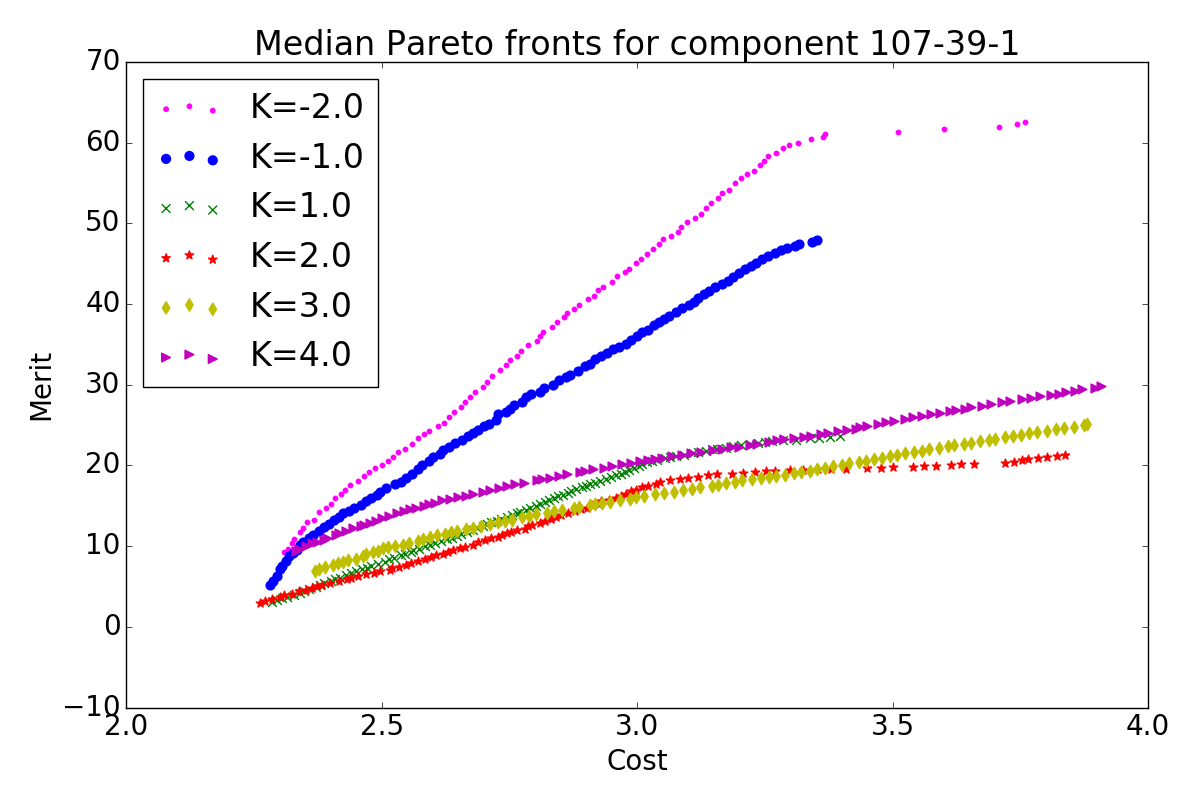 Median Pareto fronts for component 107-39-1
70
60
50
40
30
20
10
0
−10
Merit
K=-2.0
K=-1.0
K=1.0
K=2.0
K=3.0
K=4.0
2.0 2.5 3.0 3.5 4.0
Cost